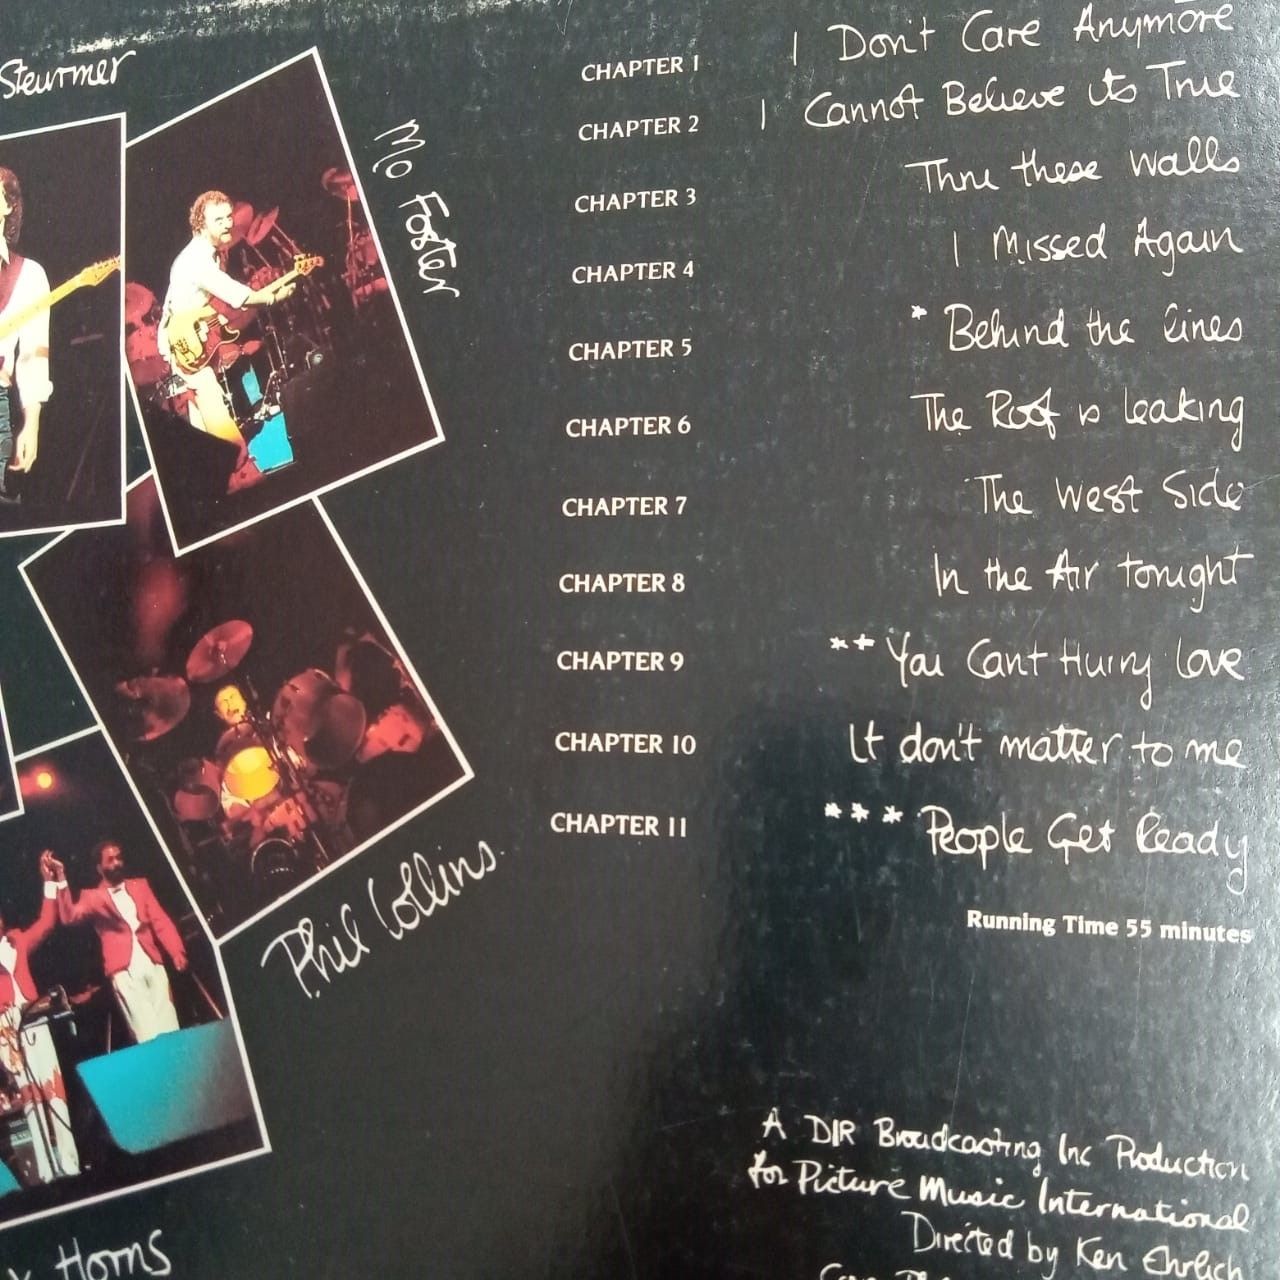 Steurmer
Mo Foster
CHAPTER 1 I Don't Care Anymore
CHAPTER 2 I Cannot Believe its True
CHAPTER 3 Thru these Walls
CHAPTER 4 I Missed Again
CHAPTER 5 * Behind the Lines
CHAPTER 6 The Roof is leaking
CHAPTER 7 The West Side
CHAPTER 8 In the Air tonight
CHAPTER 9 ** You Cant Hurry Love
CHAPTER 10 It don't matter to me
CHAPTER 11 *** People Get Ready
Running Time 55 minutes
Phil Collins.
A DIR Broadcasting Inc Production
for Picture Music International
Directed by Ken Ehrlich
Horns